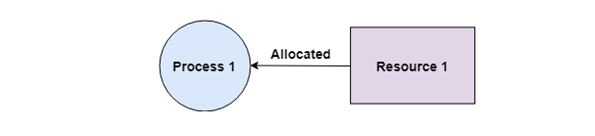 Allocated
Process 1
Resource 1